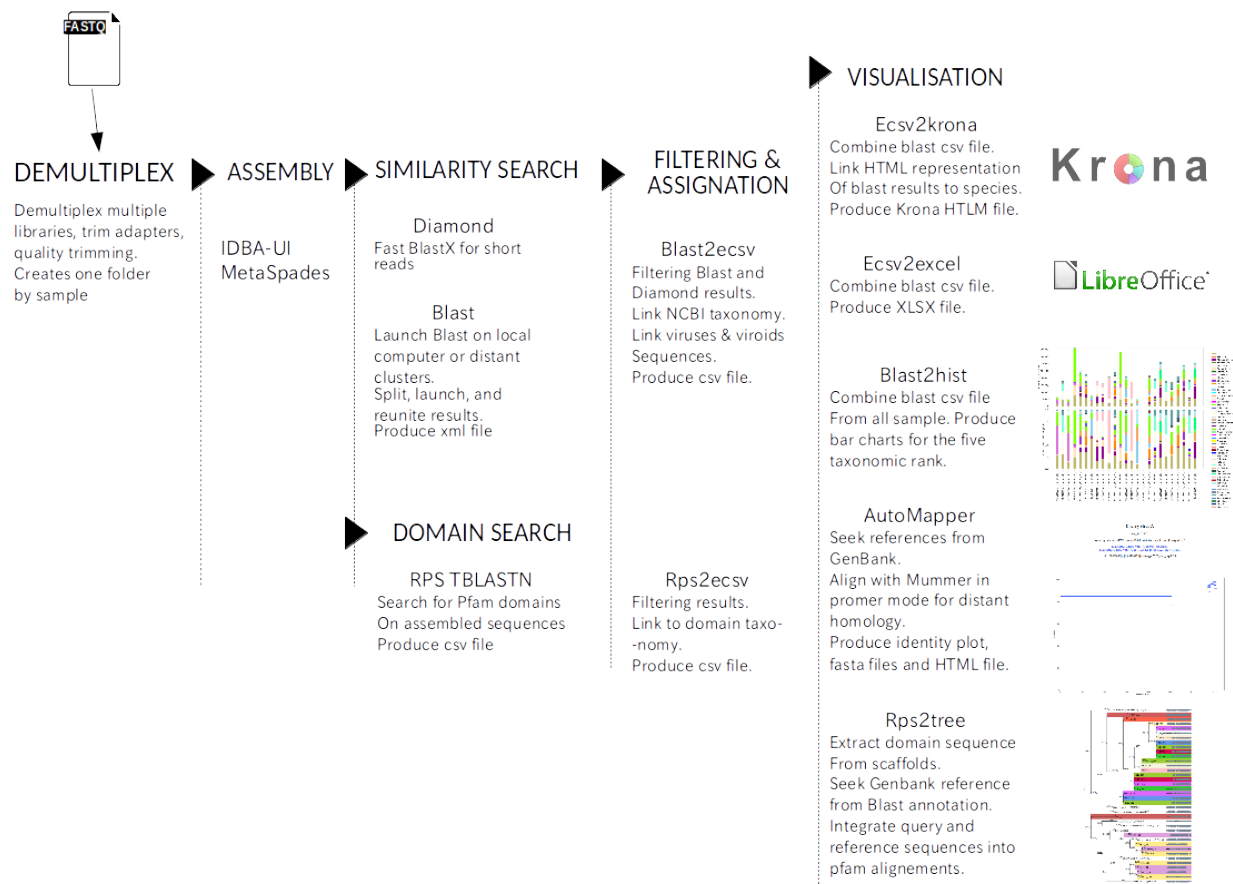 FASTQ
DEMULTIPLEX
Demultiplex multiple
libraries, trim adapters,
quality trimming.
Creates one folder
by sample
ASSEMBLY
IDBA-UI
MetaSpades
SIMILARITY SEARCH
Diamond
Fast BlastX for short
reads
Blast
Launch Blast on local
computer or distant
clusters.
Split, launch, and
reunite results.
Produce xml file
DOMAIN SEARCH
RPS TBLASTN
Search for Pfam domains
On assembled sequences
Produce csv file
FILTERING &
ASSIGNATION
Blast2ecsv
Filtering Blast and
Diamond results.
Link NCBI taxonomy.
Link viruses & viroids
Sequences.
Produce csv file.
Rps2ecsv
Filtering results.
Link to domain taxo-
-nomy.
Produce csv file.
VISUALISATION
Ecsv2krona
Combine blast csv file.
Link HTML representation
Of blast results to species.
Produce Krona HTLM file.
Krona
Ecsv2excel
Combine blast csv file.
Produce XLSX file.
LibreOffice
Blast2hist
Combine blast csv file
From all sample. Produce
bar charts for the five
taxonomic rank.
AutoMapper
Seek references from
GenBank.
Align with Mummer in
promer mode for distant
homology.
Produce identity plot,
fasta files and HTML file.
Rps2tree
Extract domain sequence
From scaffolds.
Seek Genbank reference
from Blast annotation.
Integrate query and
reference sequences into
pfam alignements.